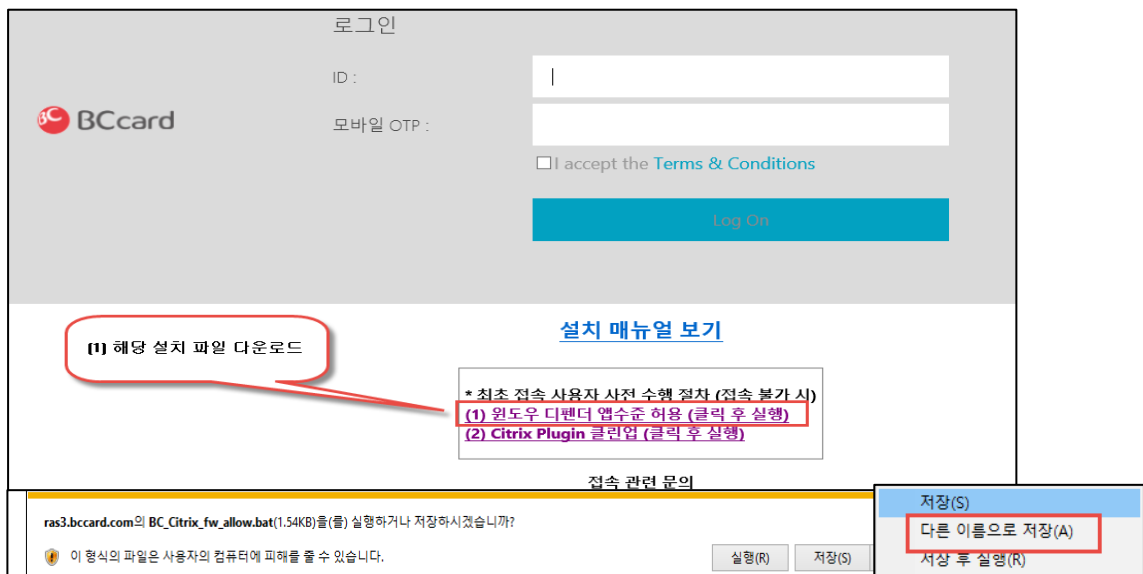 로그인
ID :
BC BCcard
모바일 OTP :
I accept the Terms & Conditions
Log On
설치 매뉴얼 보기
(1) 해당 설치 파일 다운로드
* 최초 접속 사용자 사전 수행 절차 (접속 불가 시)
(1) 윈도우 디펜더 앱수준 허용 (클릭 후 실행)
(2) Citrix Plugin 클린업 (클릭 후 실행)
접속 관련 문의
ras3.bccard.com의 BC_Citrix_fw_allow.bat(1.54KB)을(를) 실행하거나 저장하시겠습니까?
이 형식의 파일은 사용자의 컴퓨터에 피해를 줄 수 있습니다.
실행(R) 저장(S)
저장(S)
다른 이름으로 저장(A)
저장 후 실행(R)